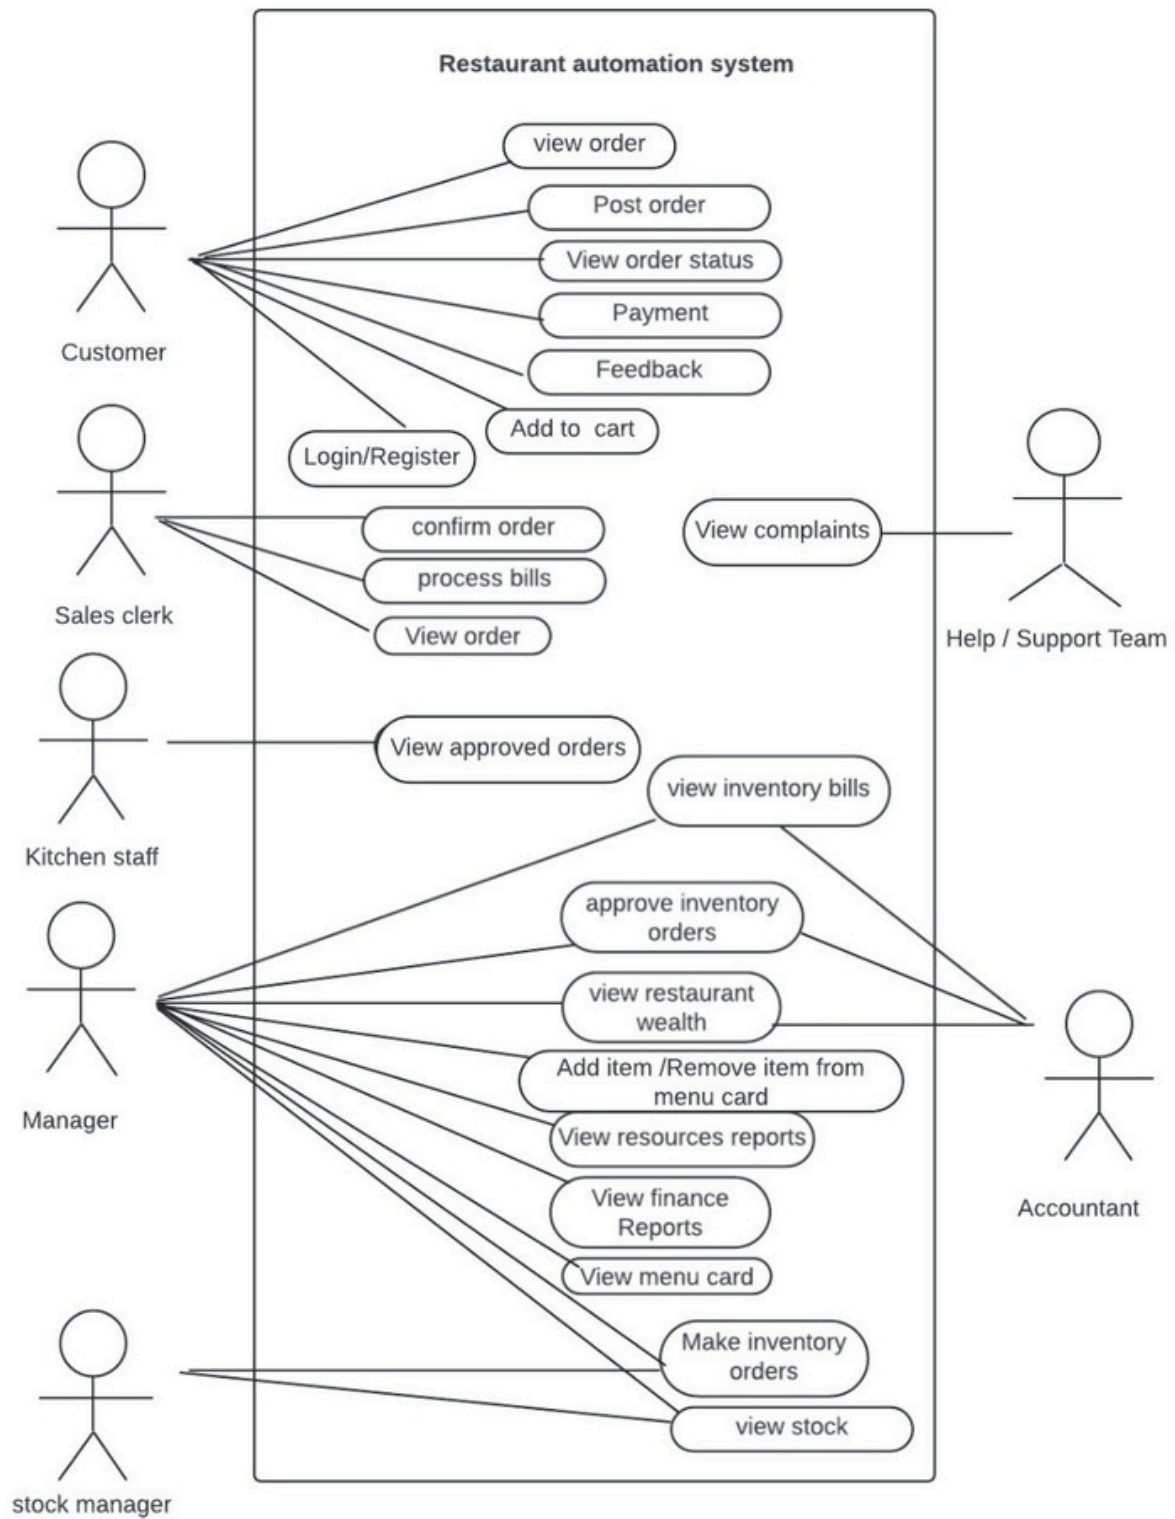 Restaurant automation system
view order
Post order
View order status
Payment
Feedback
Add to cart
Login/Register
Customer
confirm order
process bills
View order
Sales clerk
View complaints
Help / Support Team
View approved orders
Kitchen staff
view inventory bills
approve inventory
orders
view restaurant
wealth
Add item /Remove item from
menu card
View resources reports
View finance
Reports
View menu card
Manager
Accountant
Make inventory
orders
view stock
stock manager